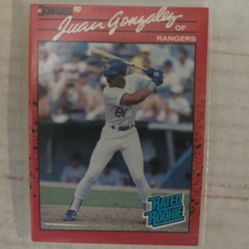 DONRUSS '90
Juan Gonzalez OF
RANGERS
RATED
ROOKIE